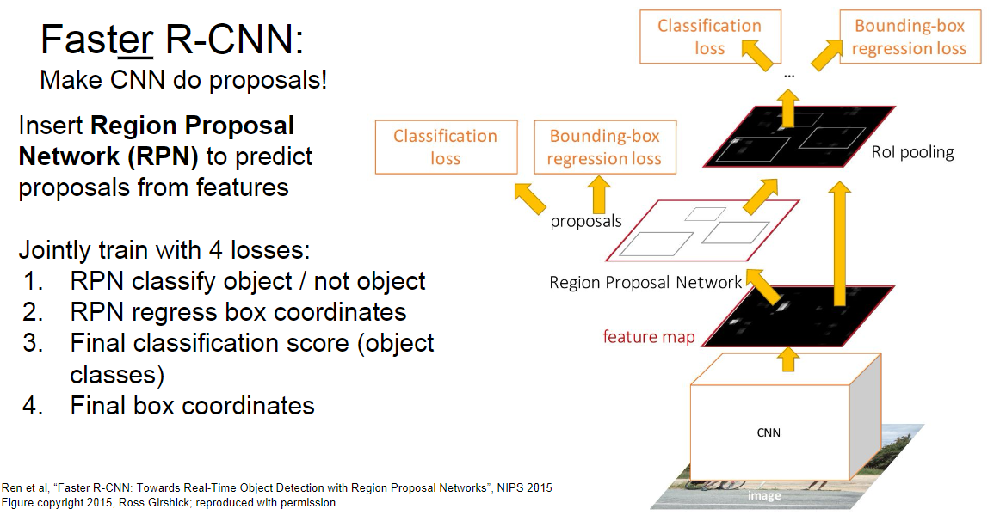 Faster R-CNN:
Make CNN do proposals!
Insert Region Proposal
Network (RPN) to predict
proposals from features
Jointly train with 4 losses:
1. RPN classify object / not object
2. RPN regress box coordinates
3. Final classification score (object
classes)
4. Final box coordinates
Classification
loss
Bounding-box
regression loss
...
Classification
loss
Bounding-box
regression loss
RoI pooling
proposals
Region Proposal Network
feature map
CNN
image
Ren et al, “Faster R-CNN: Towards Real-Time Object Detection with Region Proposal Networks”, NIPS 2015
Figure copyright 2015, Ross Girshick; reproduced with permission